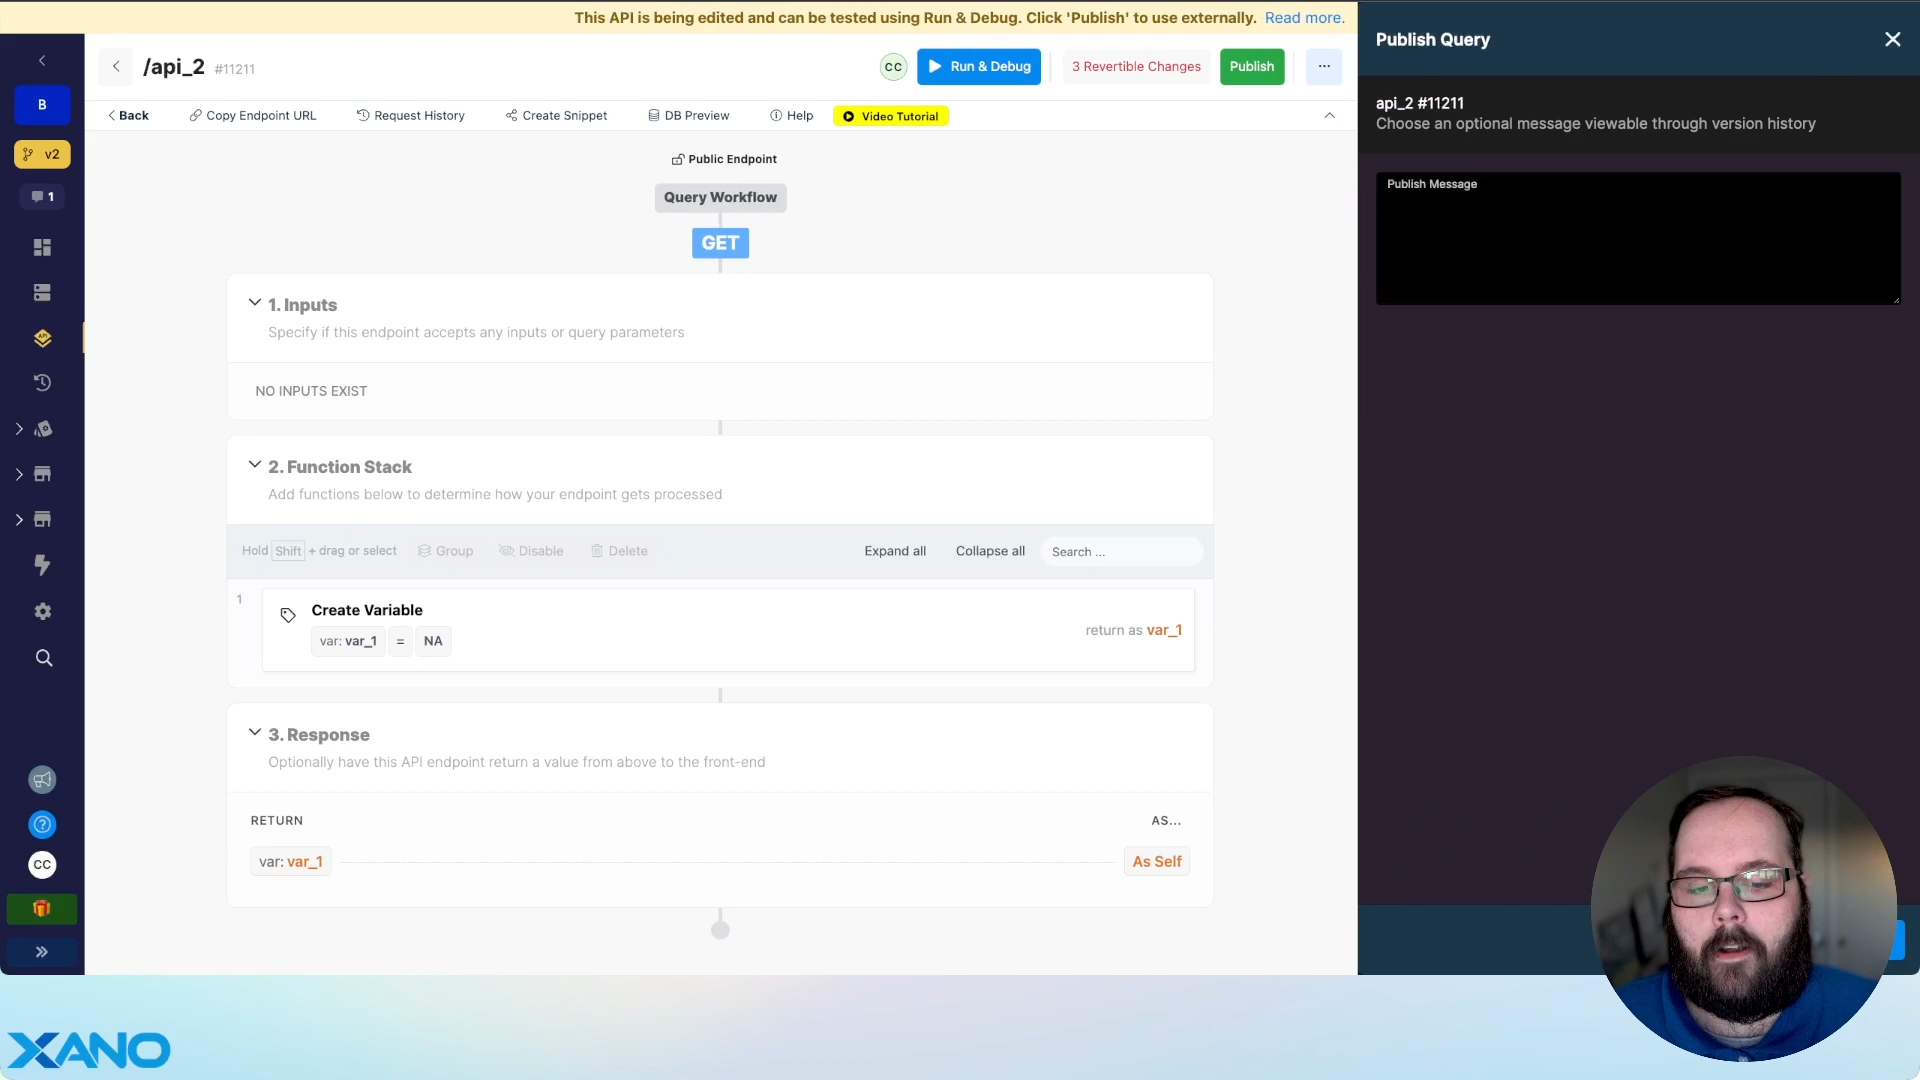 This API is being edited and can be tested using Run & Debug. Click 'Publish' to use externally. Read more.
Publish Query
/api_2 #11211
CC
Run & Debug
3 Revertible Changes
Publish
...
B
api_2 #11211
Choose an optional message viewable through version history
Back
Copy Endpoint URL
Request History
Create Snippet
DB Preview
Help
Video Tutorial
v2
1
Publish Message
Public Endpoint
Query Workflow
GET
1. Inputs
Specify if this endpoint accepts any inputs or query parameters
API
NO INPUTS EXIST
2. Function Stack
Add functions below to determine how your endpoint gets processed
Hold Shift + drag or select
Group
Disable
Delete
Expand all
Collapse all
Search ...
1
Create Variable
var: var_1 = NA
return as var_1
3. Response
Optionally have this API endpoint return a value from above to the front-end
RETURN
AS...
var: var_1
As Self
CC
XANO